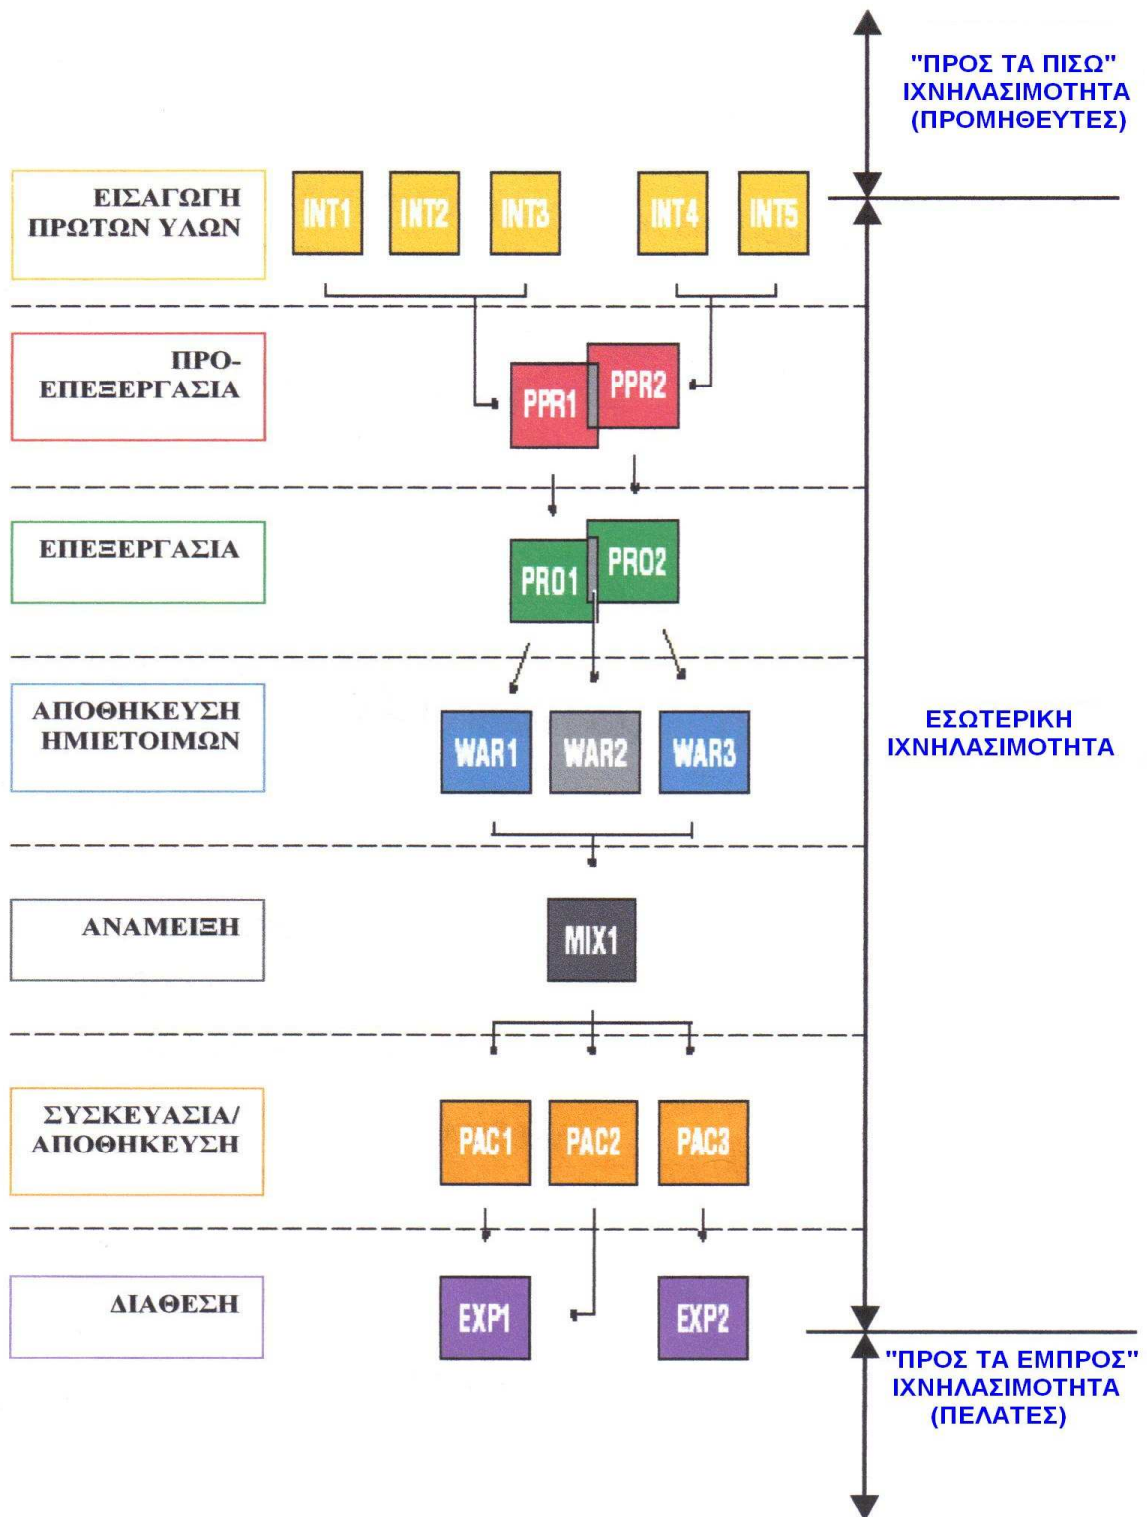 "ΠΡΟΣ ΤΑ ΠΙΣΩ"
ΙΧΝΗΛΑΣΙΜΟΤΗΤΑ
(ΠΡΟΜΗΘΕΥΤΕΣ)
ΕΙΣΑΓΩΓΗ
ΠΡΩΤΩΝ ΥΛΩΝ
INT1 INT2 INT3 INT4 INT5
ΠΡΟ-
ΕΠΕΞΕΡΓΑΣΙΑ
PPR1 PPR2
ΕΠΕΞΕΡΓΑΣΙΑ
PRO1 PRO2
ΑΠΟΘΗΚΕΥΣΗ
ΗΜΙΕΤΟΙΜΩΝ
WAR1 WAR2 WAR3
ΕΣΩΤΕΡΙΚΗ
ΙΧΝΗΛΑΣΙΜΟΤΗΤΑ
ΑΝΑΜΕΙΞΗ
MIX1
ΣΥΣΚΕΥΑΣΙΑ/
ΑΠΟΘΗΚΕΥΣΗ
PAC1 PAC2 PAC3
ΔΙΑΘΕΣΗ
EXP1 EXP2
"ΠΡΟΣ ΤΑ ΕΜΠΡΟΣ"
ΙΧΝΗΛΑΣΙΜΟΤΗΤΑ
(ΠΕΛΑΤΕΣ)